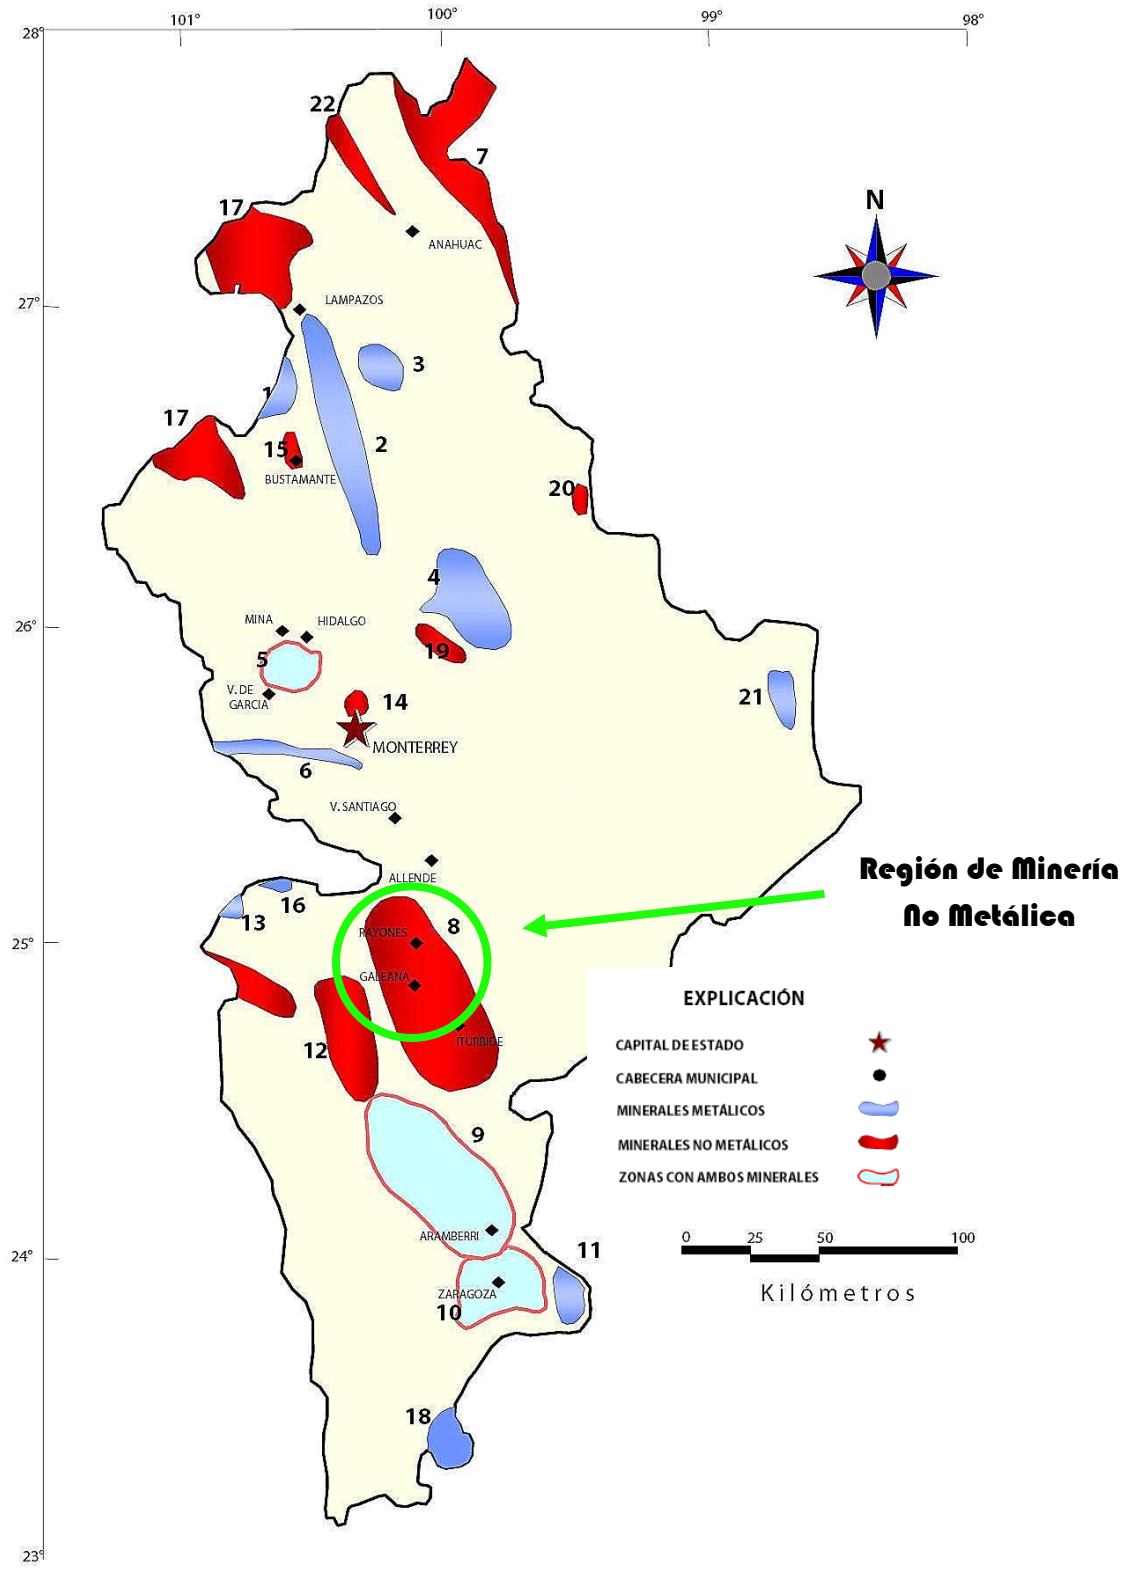 101°
100°
99°
98°
28°
22
7
N
17
ANAHUAC
27°
LAMPAZOS
3
1
17
2
15
BUSTAMANTE
20
4
26°
MINA
HIDALGO
19
5
V. DE
GARCIA
14
21
MONTERREY
6
V. SANTIAGO
ALLENDE
Región de Minería
No Metálica
16
13
8
RAYONES
25°
GALEANA
ITURBIDE
12
EXPLICACIÓN
CAPITAL DE ESTADO
CABECERA MUNICIPAL
MINERALES METÁLICOS
MINERALES NO METÁLICOS
ZONAS CON AMBOS MINERALES
9
ARAMBERRI
24°
11
0 25 50 100
Kilómetros
ZARAGOZA
10
18
23°